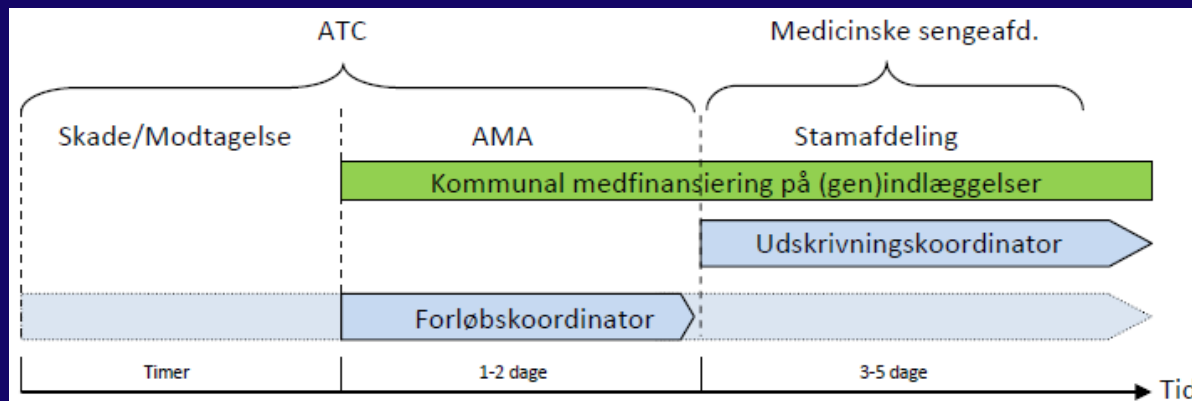 ATC
Medicinske sengeafd.
Skade/Modtagelse
AMA
Stamafdeling
Kommunal medfinansiering på (gen)indlæggelser
Udskrivningskoordinator
Forløbskoordinator
Timer
1-2 dage
3-5 dage
Tid